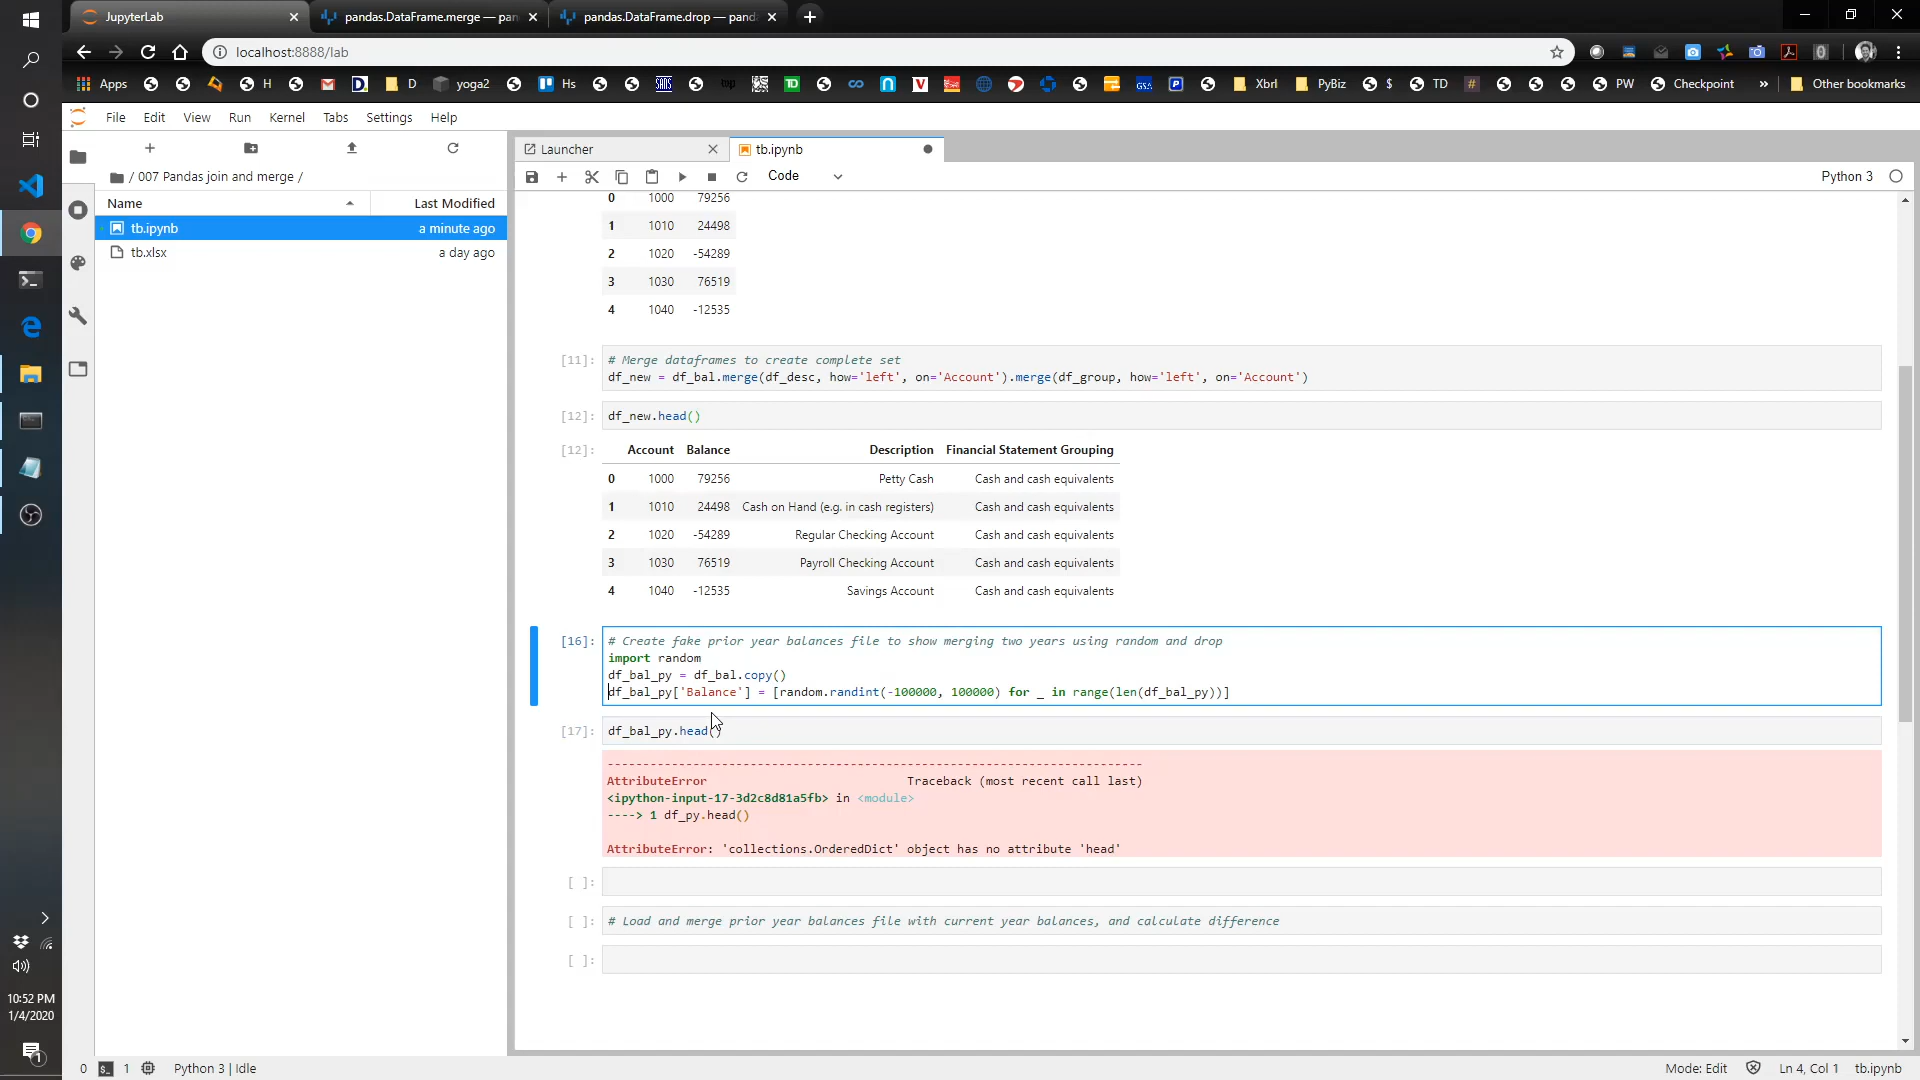 JupyterLab
pandas.DataFrame.merge — pan
pandas.DataFrame.drop — panda
localhost:8888/lab
Apps
H
D
yoga2
Hs
SANS
TD
GSA
Xbrl
PyBiz
$
TD
#
PW
Checkpoint
»
Other bookmarks
File Edit View Run Kernel Tabs Settings Help
/ 007 Pandas join and merge /
Name Last Modified
tb.ipynb a minute ago
tb.xlsx a day ago
Launcher
tb.ipynb
Code
Python 3
0 1000 79256
1 1010 24498
2 1020 -54289
3 1030 76519
4 1040 -12535
[11]: # Merge dataframes to create complete set
df_new = df_bal.merge(df_desc, how='left', on='Account').merge(df_group, how='left', on='Account')
[12]: df_new.head()
[12]: Account Balance Description Financial Statement Grouping
0 1000 79256 Petty Cash Cash and cash equivalents
1 1010 24498 Cash on Hand (e.g. in cash registers) Cash and cash equivalents
2 1020 -54289 Regular Checking Account Cash and cash equivalents
3 1030 76519 Payroll Checking Account Cash and cash equivalents
4 1040 -12535 Savings Account Cash and cash equivalents
[16]: # Create fake prior year balances file to show merging two years using random and drop
import random
df_bal_py = df_bal.copy()
df_bal_py['Balance'] = [random.randint(-100000, 100000) for _ in range(len(df_bal_py))]
[17]: df_bal_py.head()
---------------------------------------------------------------------------
AttributeError Traceback (most recent call last)
<ipython-input-17-3d2c8d81a5fb> in <module>
----> 1 df_py.head()
AttributeError: 'collections.OrderedDict' object has no attribute 'head'
[ ]:
[ ]: # Load and merge prior year balances file with current year balances, and calculate difference
[ ]:
10:52 PM
1/4/2020
1
0 $_ 1 Python 3 | Idle
Mode: Edit Ln 4, Col 1 tb.ipynb